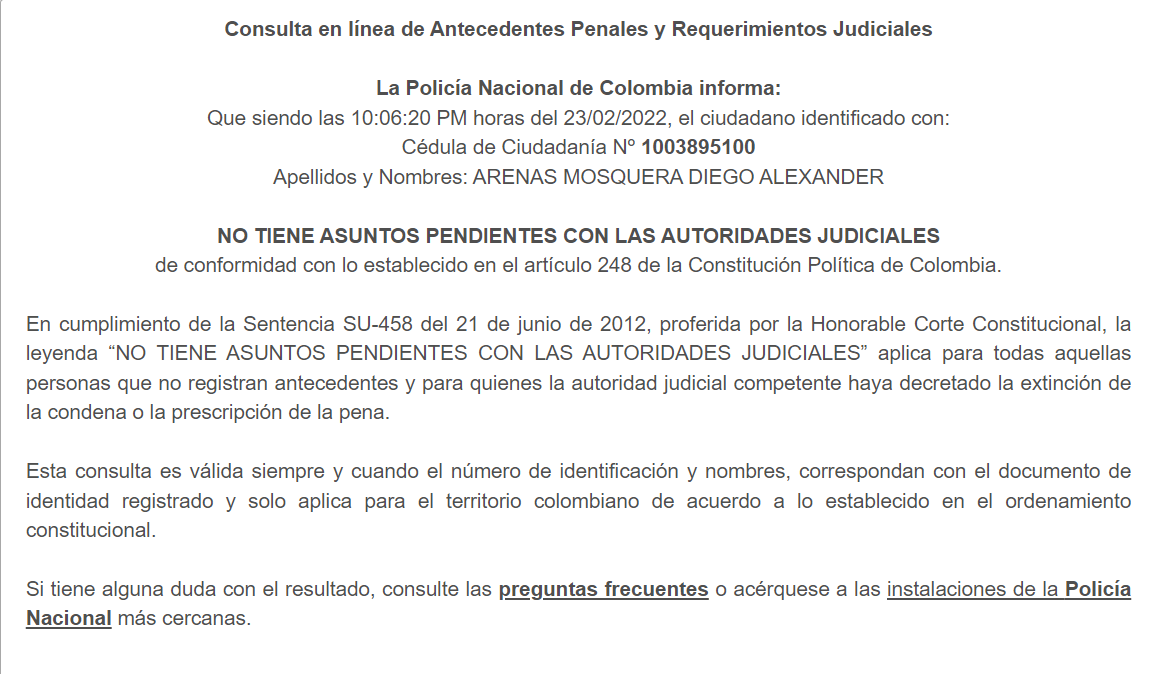 Consulta en línea de Antecedentes Penales y Requerimientos Judiciales
La Policía Nacional de Colombia informa:
Que siendo las 10:06:20 PM horas del 23/02/2022, el ciudadano identificado con:
Cédula de Ciudadanía Nº 1003895100
Apellidos y Nombres: ARENAS MOSQUERA DIEGO ALEXANDER
NO TIENE ASUNTOS PENDIENTES CON LAS AUTORIDADES JUDICIALES
de conformidad con lo establecido en el artículo 248 de la Constitución Política de Colombia.
En cumplimiento de la Sentencia SU-458 del 21 de junio de 2012, proferida por la Honorable Corte Constitucional, la
leyenda “NO TIENE ASUNTOS PENDIENTES CON LAS AUTORIDADES JUDICIALES” aplica para todas aquellas
personas que no registran antecedentes y para quienes la autoridad judicial competente haya decretado la extinción de
la condena o la prescripción de la pena.
Esta consulta es válida siempre y cuando el número de identificación y nombres, correspondan con el documento de
identidad registrado y solo aplica para el territorio colombiano de acuerdo a lo establecido en el ordenamiento
constitucional.
Si tiene alguna duda con el resultado, consulte las preguntas frecuentes o acérquese a las instalaciones de la Policía
Nacional más cercanas.